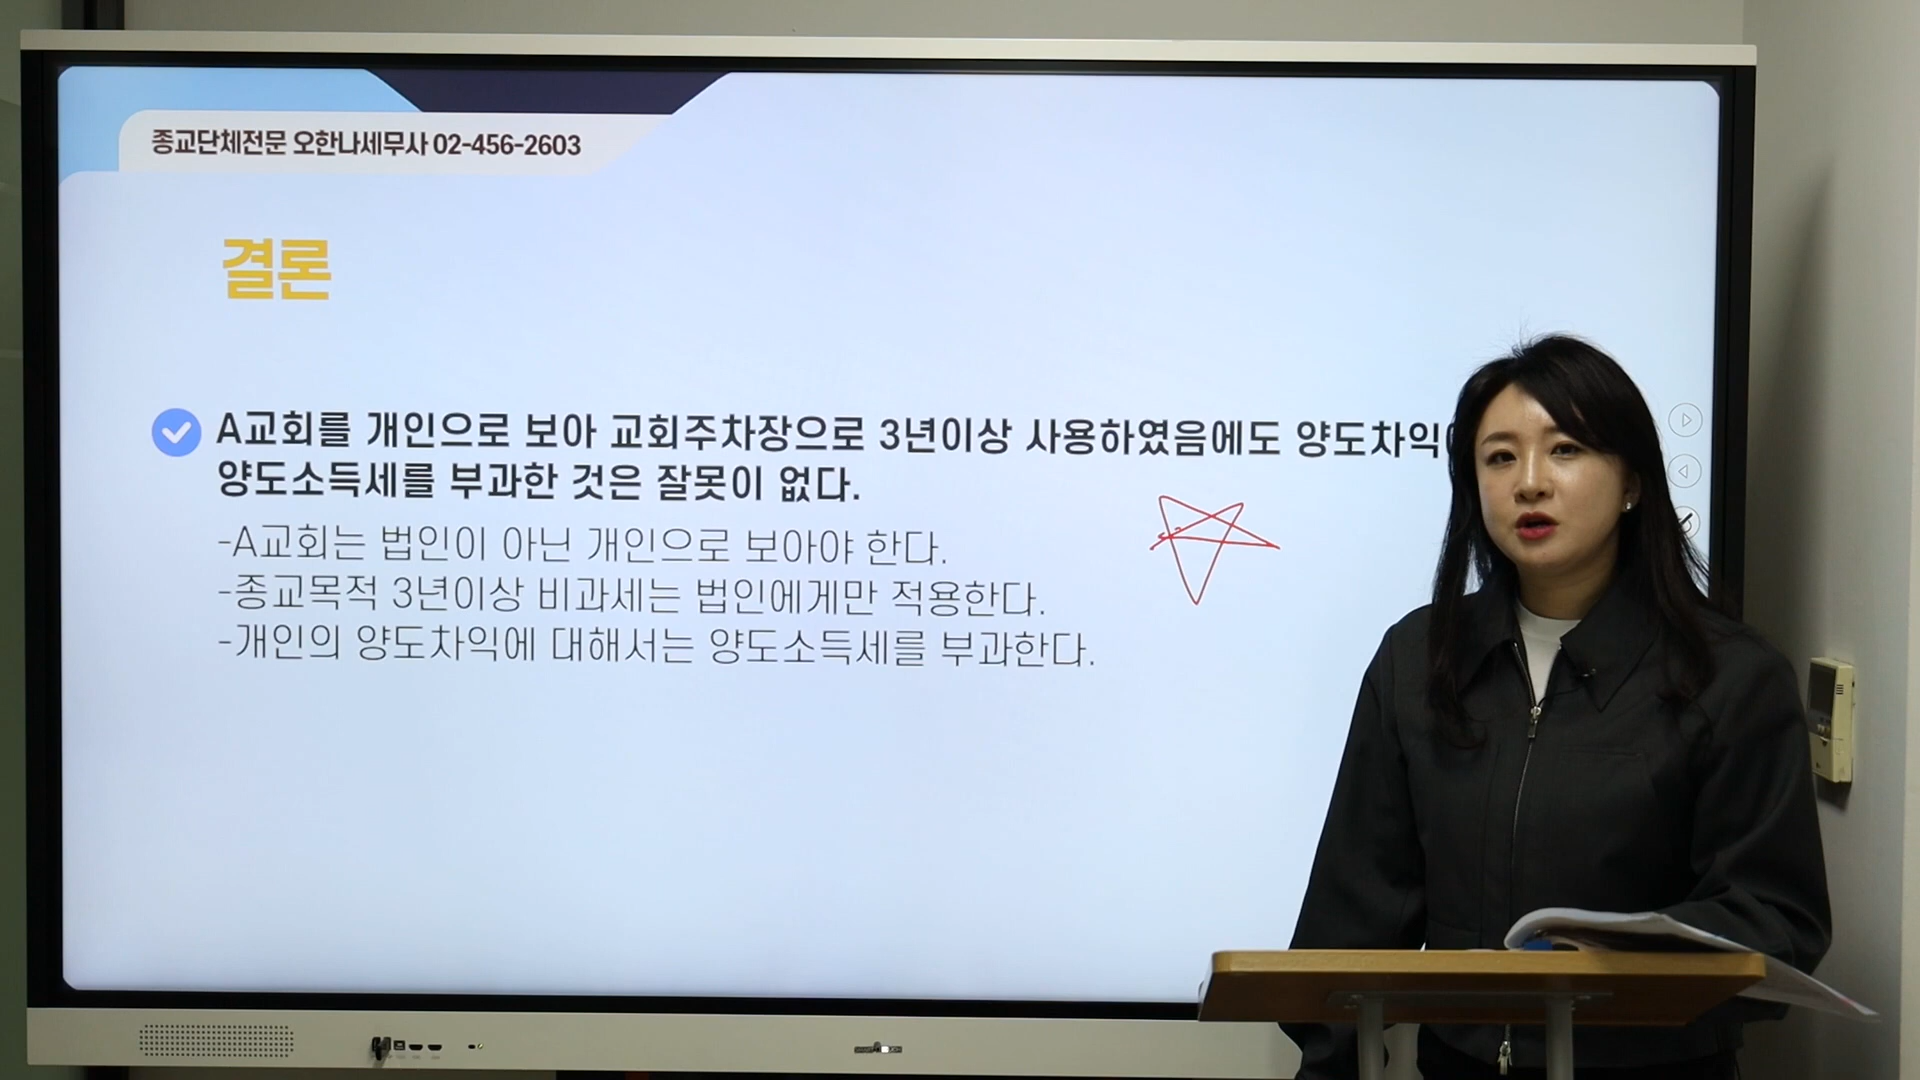 종교단체전문 오한나세무사 02-456-2603
결론
A교회를 개인으로 보아 교회주차장으로 3년이상 사용하였음에도 양도차익
양도소득세를 부과한 것은 잘못이 없다.
-A교회는 법인이 아닌 개인으로 보아야 한다.
-종교목적 3년이상 비과세는 법인에게만 적용한다.
-개인의 양도차익에 대해서는 양도소득세를 부과한다.